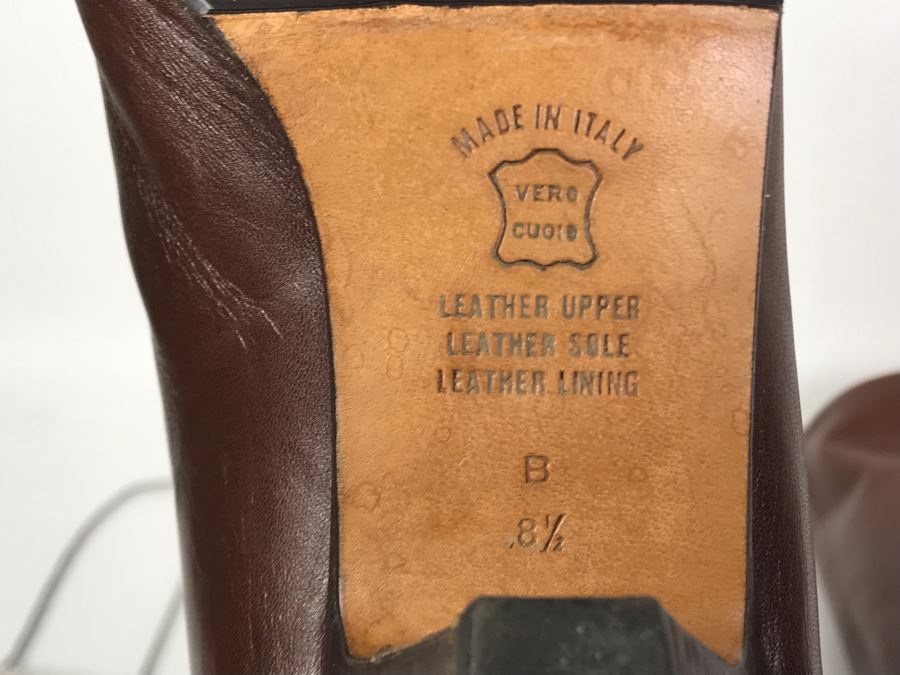 MADE IN ITALY
VERO
CUOIO
LEATHER UPPER
LEATHER SOLE
LEATHER LINING
B
8½